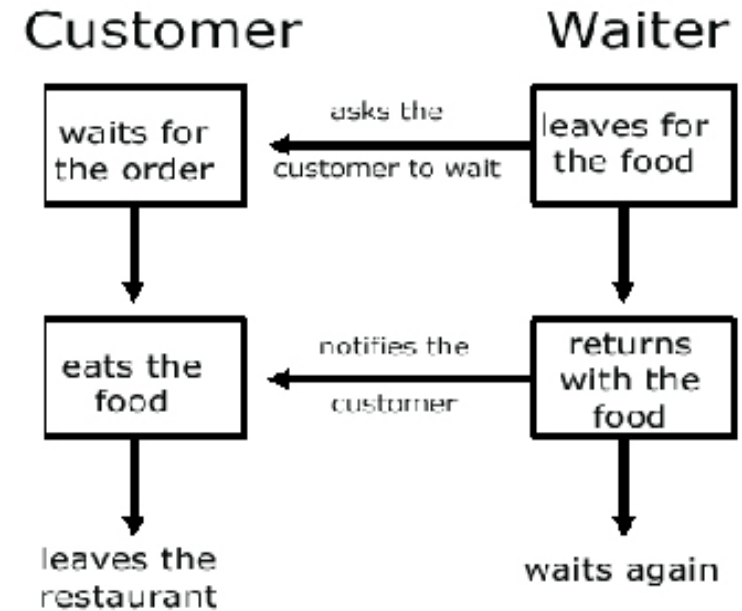 Customer
Waiter
waits for
the order
asks the
customer to wait
leaves for
the food
eats the
food
notifies the
customer
returns
with the
food
leaves the
restaurant
waits again